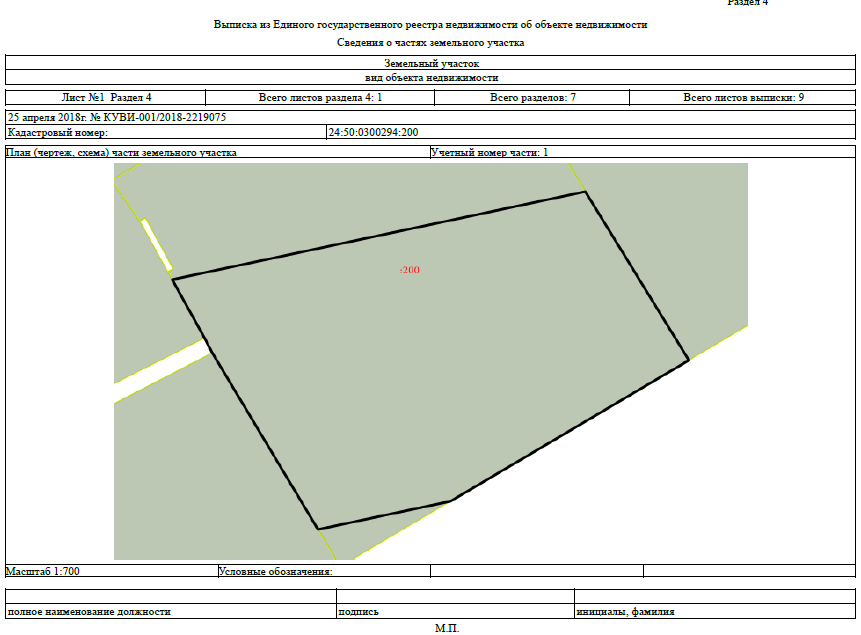 Раздел 4
Выписка из Единого государственного реестра недвижимости об объекте недвижимости
Сведения о частях земельного участка
Земельный участок
вид объекта недвижимости
Лист №1 Раздел 4 Всего листов раздела 4: 1 Всего разделов: 7 Всего листов выписки: 9
25 апреля 2018г. № КУВИ-001/2018-2219075
Кадастровый номер: 24:50:0300294:200
План (чертеж, схема) части земельного участка Учетный номер части: 1
:200
Масштаб 1:700 Условные обозначения:
полное наименование должности подпись инициалы, фамилия
М.П.